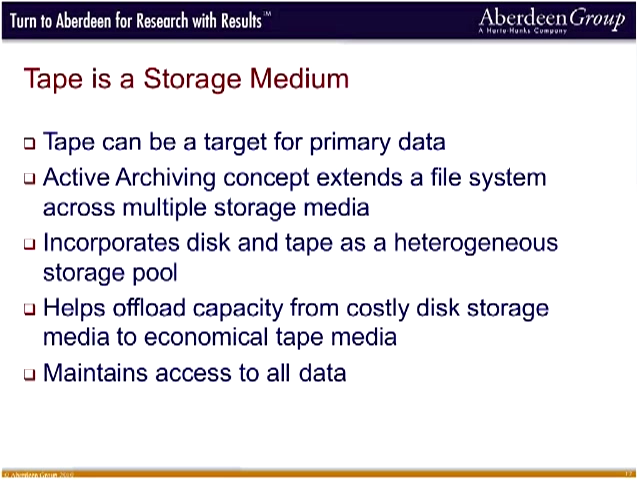 Turn to Aberdeen for Research with Results™
AberdeenGroup
A Harte-Hanks Company
Tape is a Storage Medium
Tape can be a target for primary data
Active Archiving concept extends a file system
across multiple storage media
Incorporates disk and tape as a heterogeneous
storage pool
Helps offload capacity from costly disk storage
media to economical tape media
Maintains access to all data
© Aberdeen Group